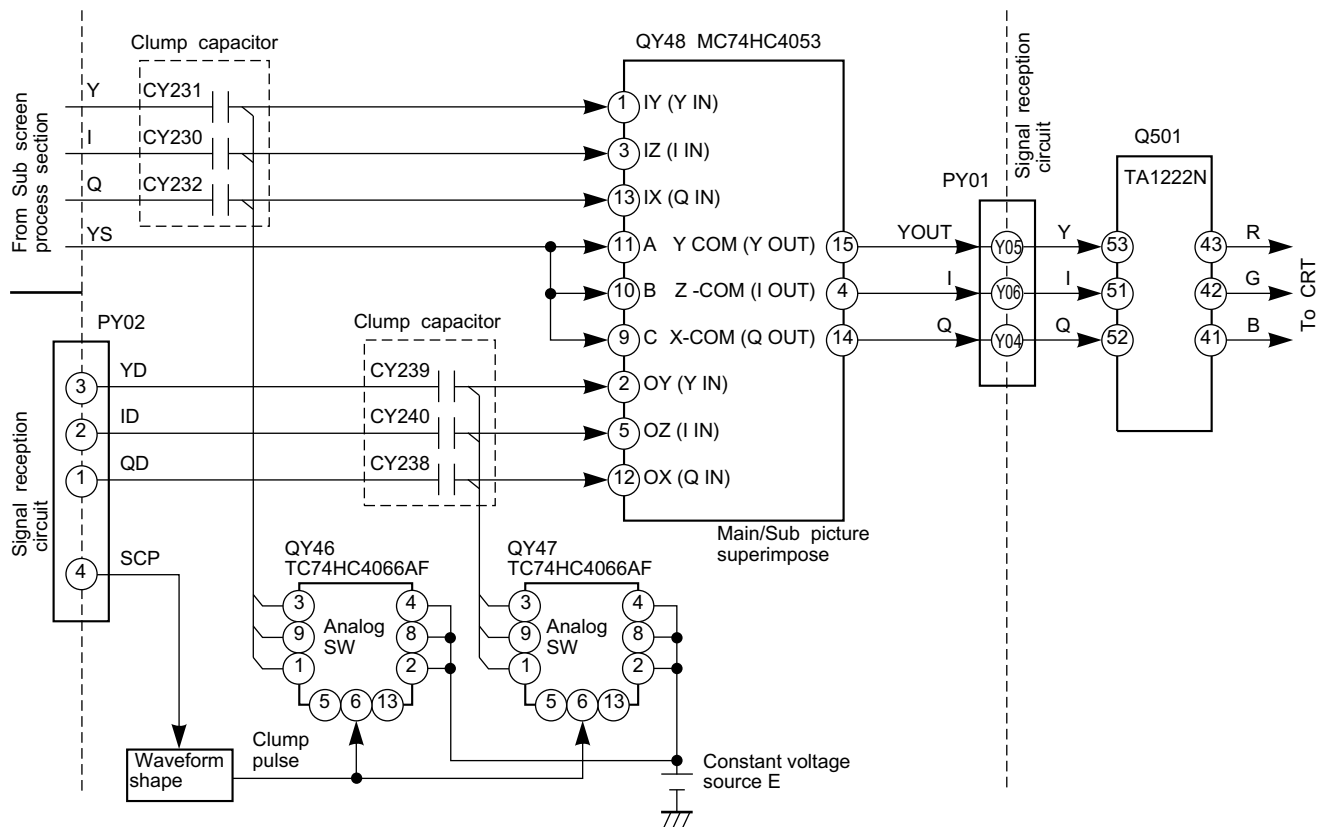 Clump capacitor
QY48 MC74HC4053
Signal reception
circuit
From Sub screen
process section
Y
CY231
I
CY230
Q
CY232
YS
1
IY (Y IN)
3
IZ (I IN)
13
IX (Q IN)
11
A
Y COM (Y OUT)
15
10
B
Z -COM (I OUT)
4
9
C
X-COM (Q OUT)
14
2
OY (Y IN)
5
OZ (I IN)
12
OX (Q IN)
Main/Sub picture
superimpose
YOUT
I
Q
PY01
Y05
Y06
Y04
Y
I
Q
Q501
TA1222N
53
51
52
43
42
41
R
G
B
To CRT
PY02
Signal reception
circuit
3
YD
2
ID
1
QD
4
SCP
Clump capacitor
CY239
CY240
CY238
QY46
TC74HC4066AF
3
9
1
Analog
SW
4
8
2
5
6
13
QY47
TC74HC4066AF
3
9
1
Analog
SW
4
8
2
5
6
13
Waveform
shape
Clump
pulse
Constant voltage
source E